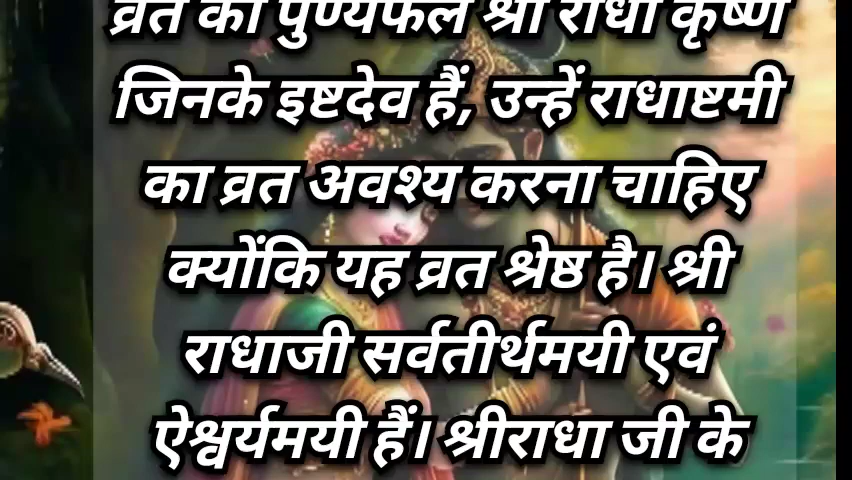 व्रत का पुण्यफल श्री राधा कृष्ण
जिनके इष्टदेव हैं, उन्हें राधाष्टमी
का व्रत अवश्य करना चाहिए
क्योंकि यह व्रत श्रेष्ठ है। श्री
राधाजी सर्वतीर्थमयी एवं
ऐश्वर्यमयी हैं। श्रीराधा जी के